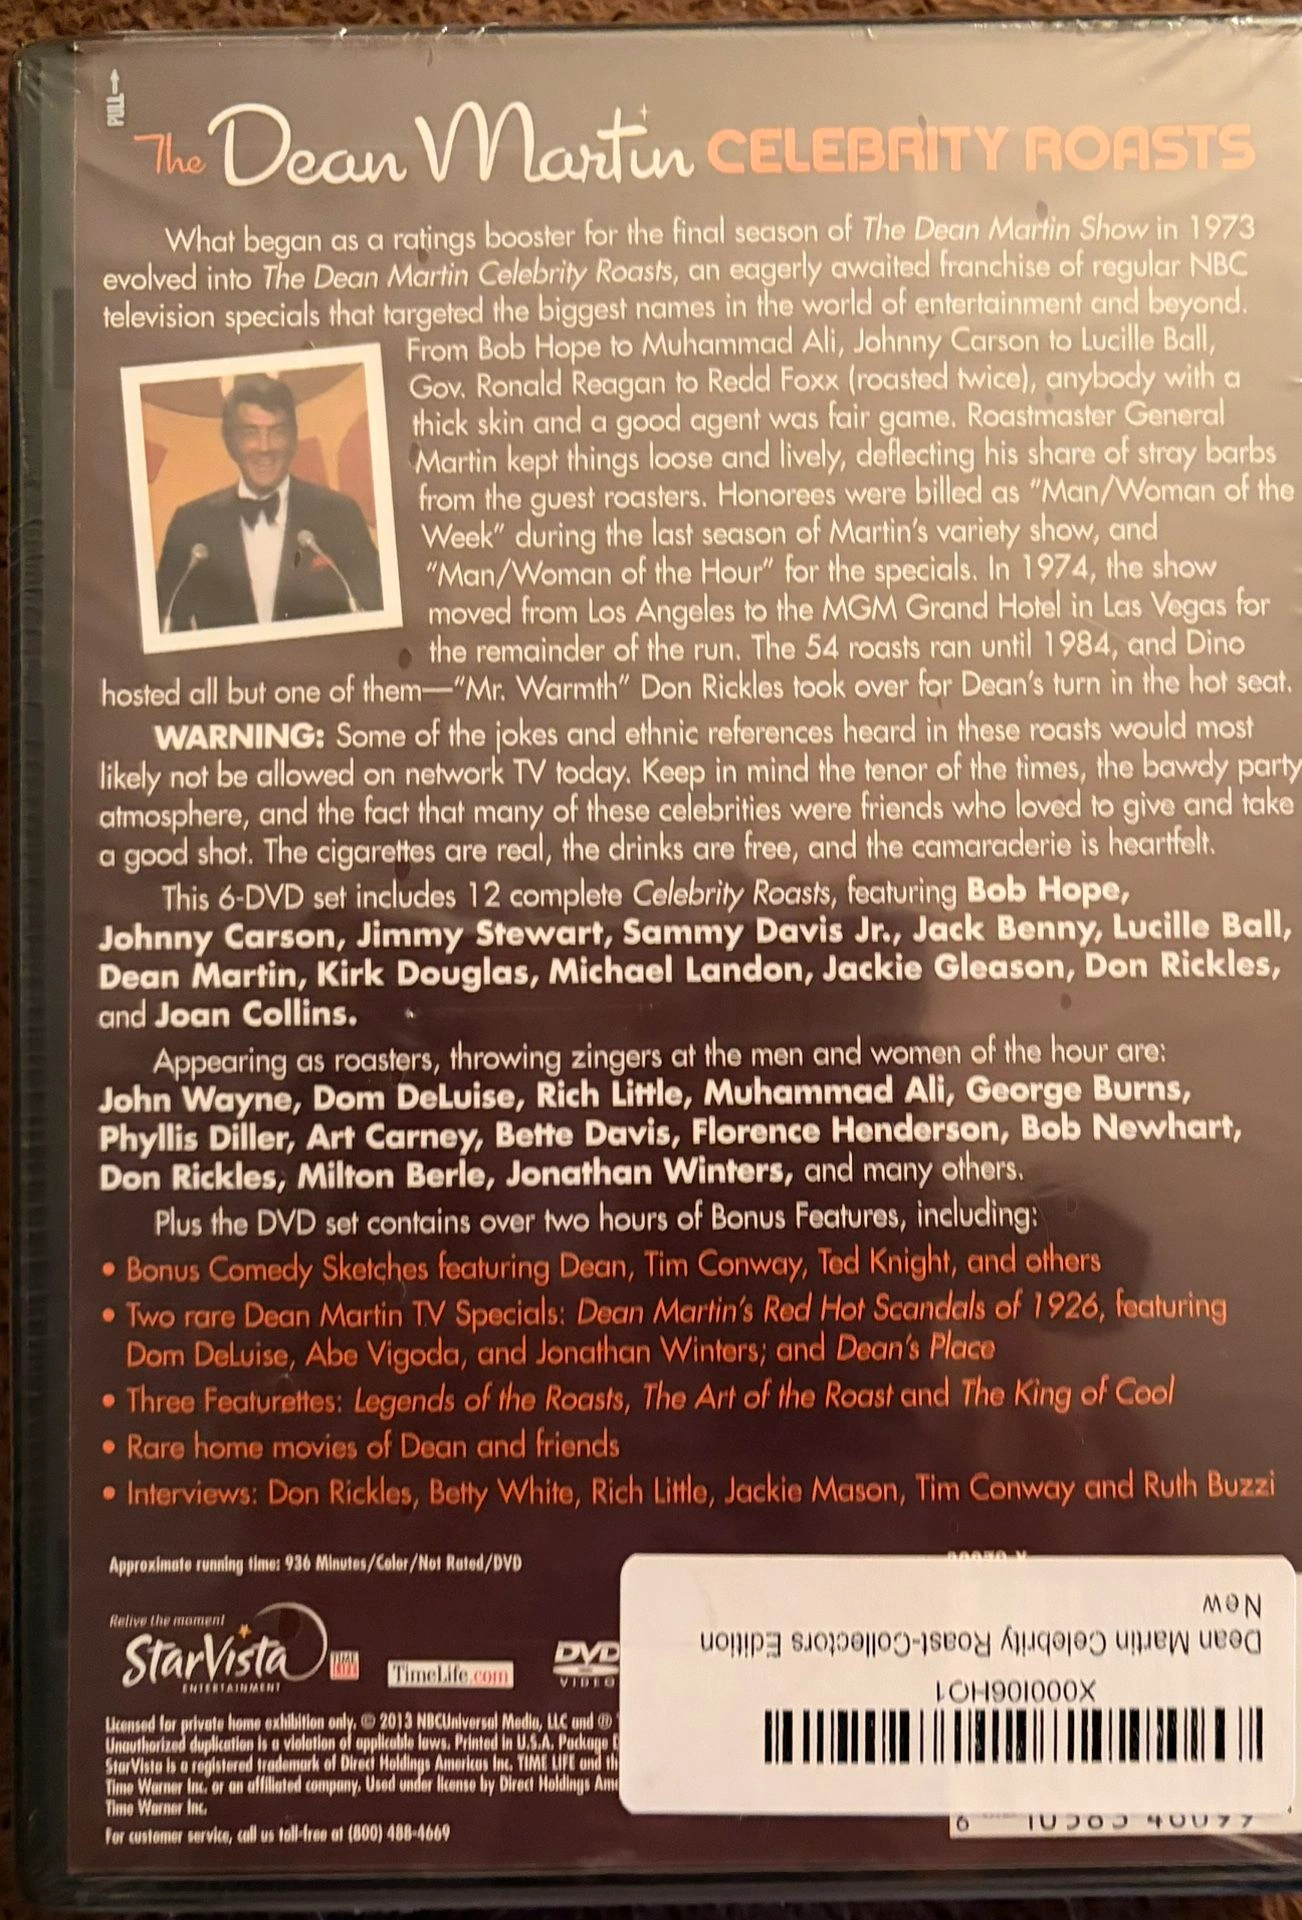 PULL→
The Dean Martin CELEBRITY ROASTS
What began as a ratings booster for the final season of The Dean Martin Show in 1973
evolved into The Dean Martin Celebrity Roasts, an eagerly awaited franchise of regular NBC
television specials that targeted the biggest names in the world of entertainment and beyond.
From Bob Hope to Muhammad Ali, Johnny Carson to Lucille Ball,
Gov. Ronald Reagan to Redd Foxx (roasted twice), anybody with a
thick skin and a good agent was fair game. Roastmaster General
Martin kept things loose and lively, deflecting his share of stray barbs
from the guest roasters. Honorees were billed as "Man/Woman of the
Week" during the last season of Martin's variety show, and
"Man/Woman of the Hour" for the specials. In 1974, the show
moved from Los Angeles to the MGM Grand Hotel in Las Vegas for
the remainder of the run. The 54 roasts ran until 1984, and Dino
hosted all but one of them—"Mr. Warmth" Don Rickles took over for Dean's turn in the hot seat.
WARNING: Some of the jokes and ethnic references heard in these roasts would most
likely not be allowed on network TV today. Keep in mind the tenor of the times, the bawdy party
atmosphere, and the fact that many of these celebrities were friends who loved to give and take
a good shot. The cigarettes are real, the drinks are free, and the camaraderie is heartfelt.
This 6-DVD set includes 12 complete Celebrity Roasts, featuring Bob Hope,
Johnny Carson, Jimmy Stewart, Sammy Davis Jr., Jack Benny, Lucille Ball,
Dean Martin, Kirk Douglas, Michael Landon, Jackie Gleason, Don Rickles,
and Joan Collins.
Appearing as roasters, throwing zingers at the men and women of the hour are:
John Wayne, Dom DeLuise, Rich Little, Muhammad Ali, George Burns,
Phyllis Diller, Art Carney, Bette Davis, Florence Henderson, Bob Newhart,
Don Rickles, Milton Berle, Jonathan Winters, and many others.
Plus the DVD set contains over two hours of Bonus Features, including:
• Bonus Comedy Sketches featuring Dean, Tim Conway, Ted Knight, and others
• Two rare Dean Martin TV Specials: Dean Martin's Red Hot Scandals of 1926, featuring
Dom DeLuise, Abe Vigoda, and Jonathan Winters; and Dean's Place
• Three Featurettes: Legends of the Roasts, The Art of the Roast and The King of Cool
• Rare home movies of Dean and friends
• Interviews: Don Rickles, Betty White, Rich Little, Jackie Mason, Tim Conway and Ruth Buzzi
Approximate running time: 936 Minutes/Color/Not Rated/DVD
Relive the moment
StarVista
ENTERTAINMENT
TIME LIFE
TimeLife.com
DVD
VIDEO
Licensed for private home exhibition only. © 2013 NBCUniversal Media, LLC and ®
Unauthorized duplication is a violation of applicable laws. Printed in U.S.A. Package
StarVista is a registered trademark of Direct Holdings Americas Inc. TIME LIFE and
Time Warner Inc. or an affiliated company. Used under license by Direct Holdings
Time Warner Inc.
For customer service, call us toll-free at (800) 488-4669
X000I06HO1
Dean Martin Celebrity Roast-Collectors Edition
New